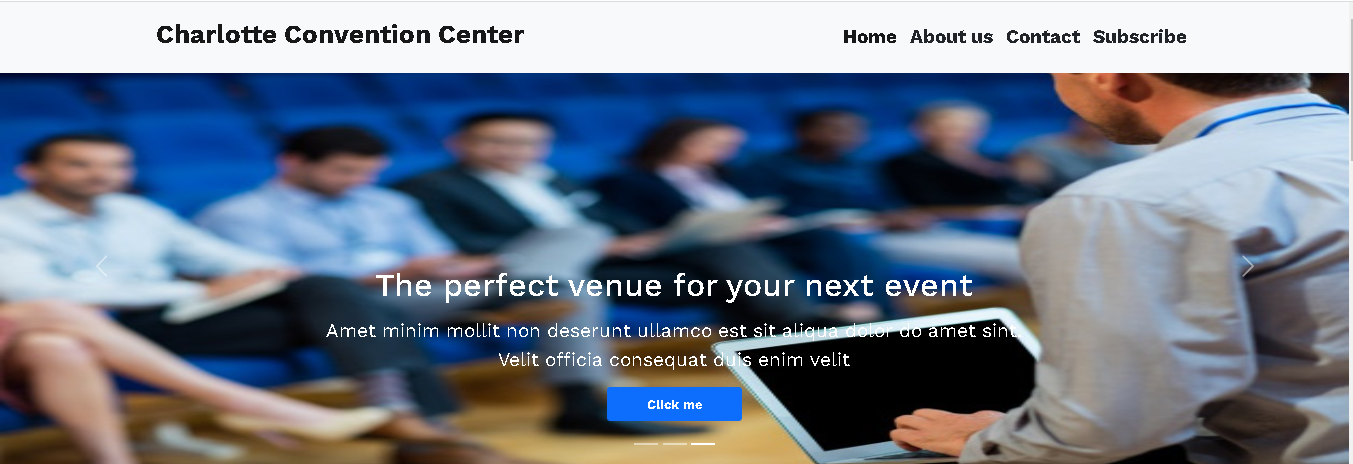 Charlotte Convention Center
Home About us Contact Subscribe
The perfect venue for your next event
Amet minim mollit non deserunt ullamco est sit aliqua dolor do amet sint
Velit officia consequat duis enim velit
Click me